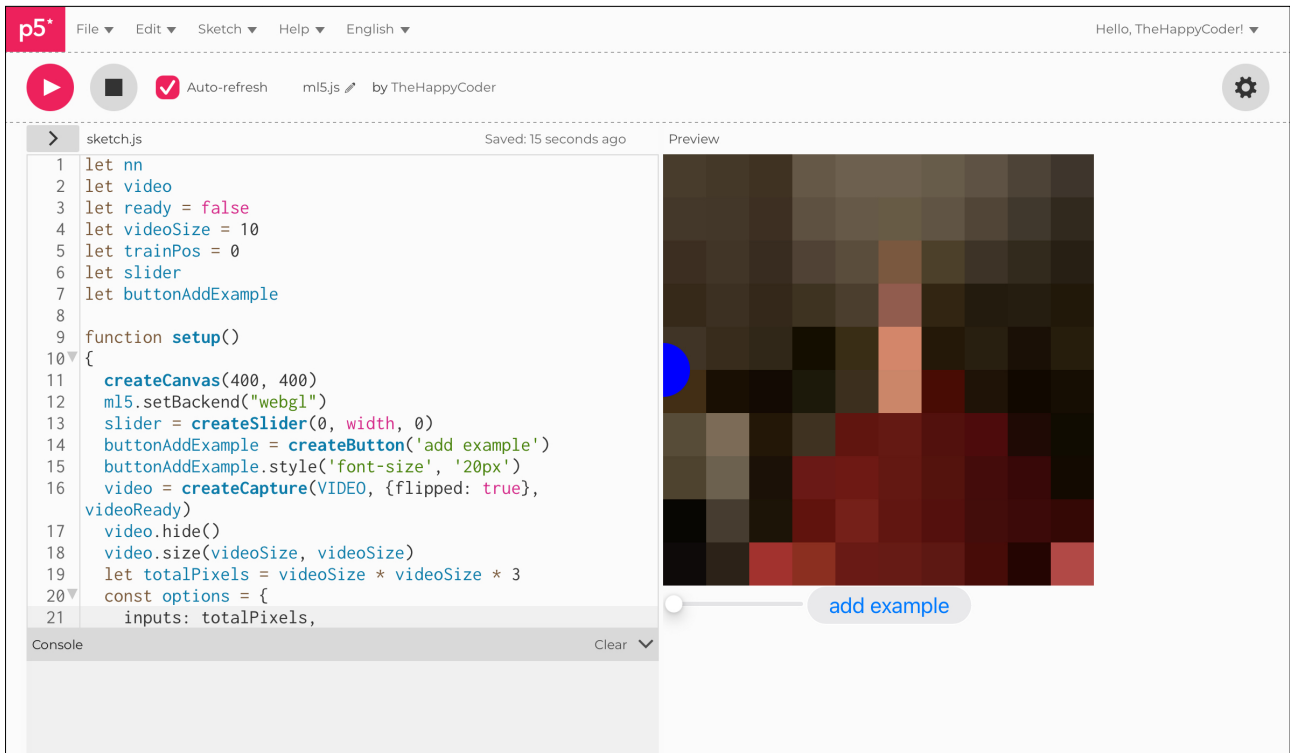 p5* File Edit Sketch Help English Hello, TheHappyCoder!
Auto-refresh ml5.js by TheHappyCoder
sketch.js Saved: 15 seconds ago Preview
1 let nn
2 let video
3 let ready = false
4 let videoSize = 10
5 let trainPos = 0
6 let slider
7 let buttonAddExample
8
9 function setup()
10 {
11 createCanvas(400, 400)
12 ml5.setBackend("webgl")
13 slider = createSlider(0, width, 0)
14 buttonAddExample = createButton('add example')
15 buttonAddExample.style('font-size', '20px')
16 video = createCapture(VIDEO, {flipped: true},
videoReady)
17 video.hide()
18 video.size(videoSize, videoSize)
19 let totalPixels = videoSize * videoSize * 3
20 const options = {
21 inputs: totalPixels,
add example
Console Clear